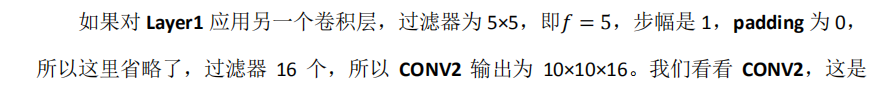 如果对 Layer1 应用另一个卷积层，过滤器为 5×5，即𝑓 = 5，步幅是 1，padding 为 0，
所以这里省略了，过滤器 16 个，所以 CONV2 输出为 10×10×16。我们看看 CONV2，这是